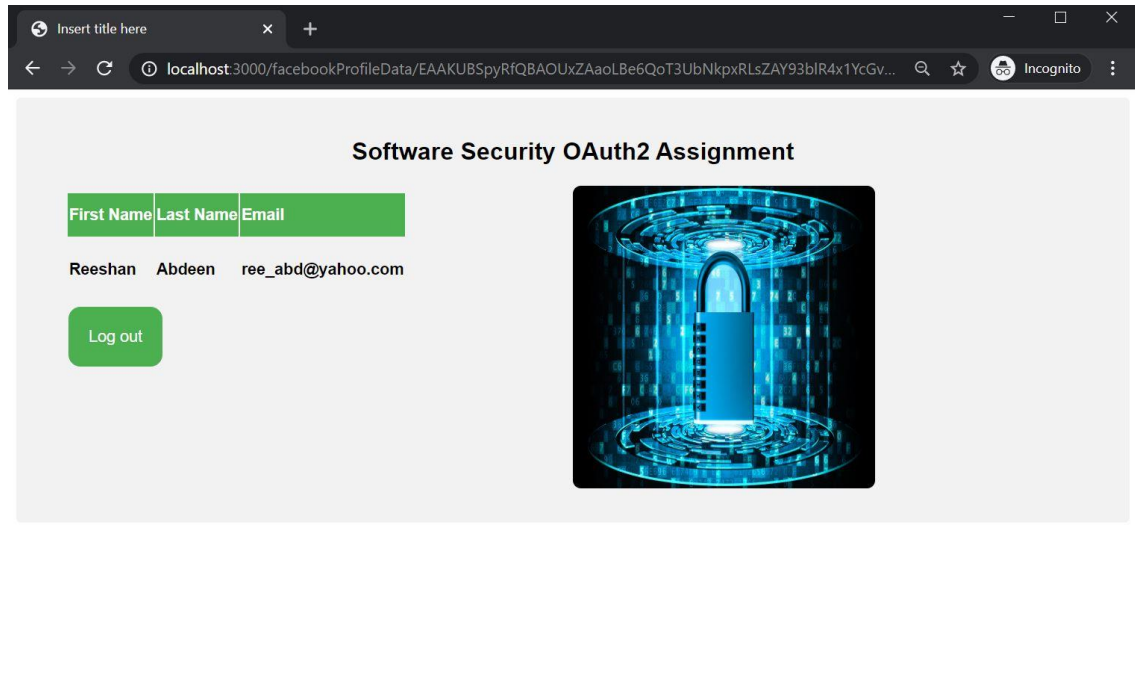 Insert title here
localhost:3000/facebookProfileData/EAAKUBSpyRfQBAOUxZAaoLBe6QoT3UbNkpxRLsZAY93blR4x1YcGv...
Incognito
Software Security OAuth2 Assignment
First Name Last Name Email
Reeshan Abdeen ree_abd@yahoo.com
Log out